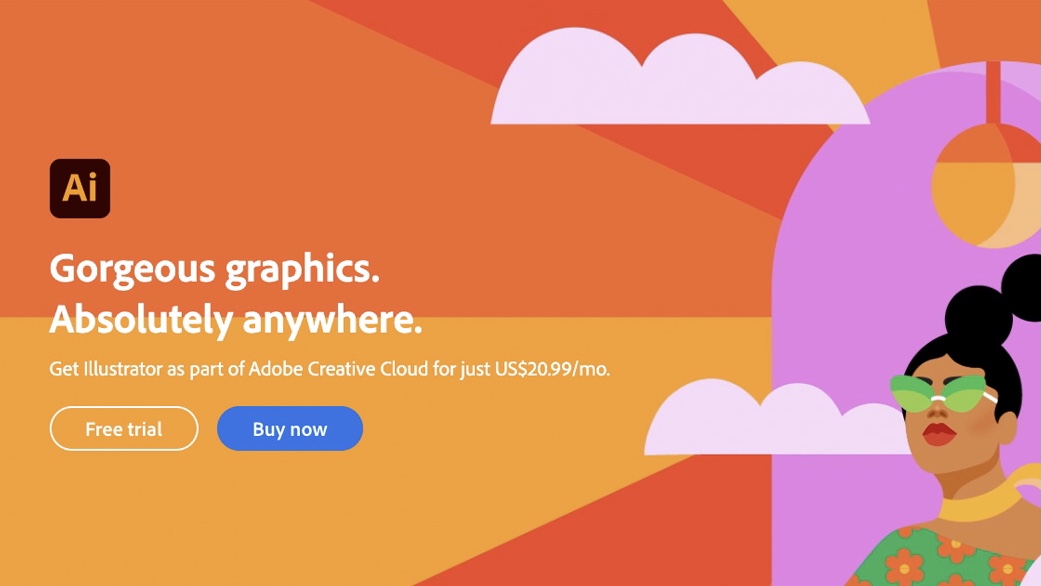 Ai
Gorgeous graphics.
Absolutely anywhere.
Get Illustrator as part of Adobe Creative Cloud for just US$20.99/mo.
Free trial
Buy now